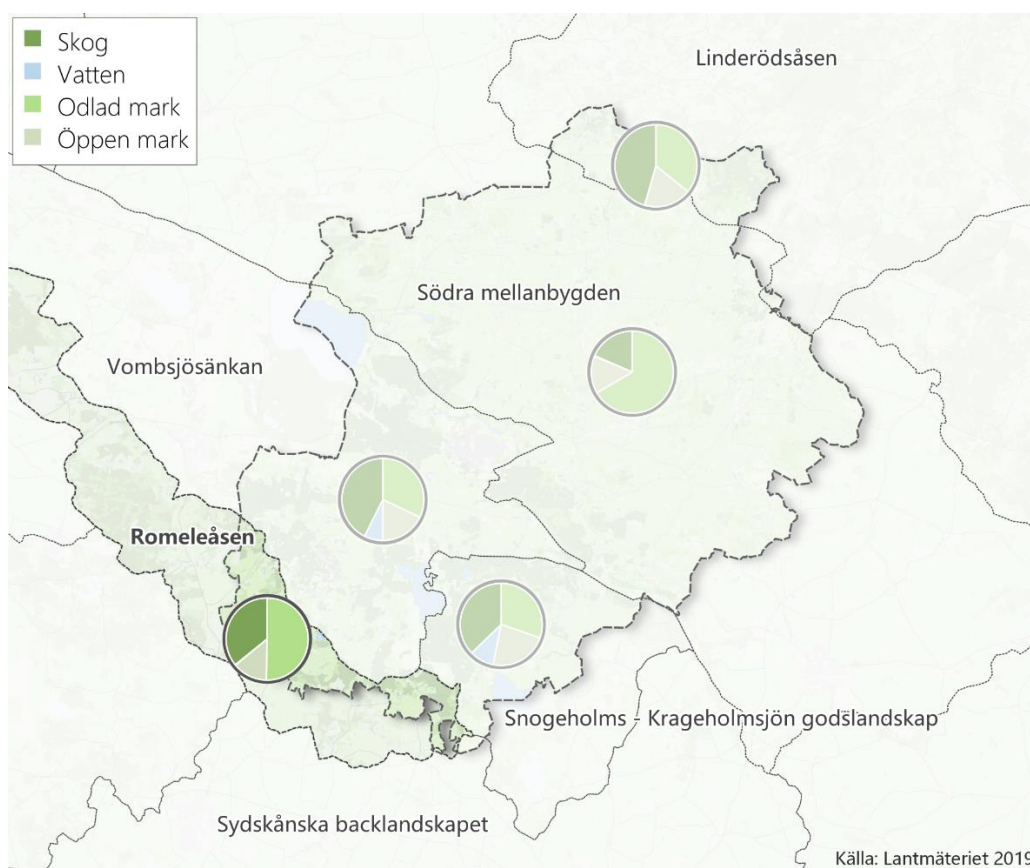 Skog
Vatten
Odlad mark
Öppen mark
Linderödsåsen
Södra mellanbygden
Vombsjösänkan
Romeleåsen
Snogeholms - Krageholmsjön godslandskap
Sydskånska backlandskapet
Källa: Lantmäteriet 2019